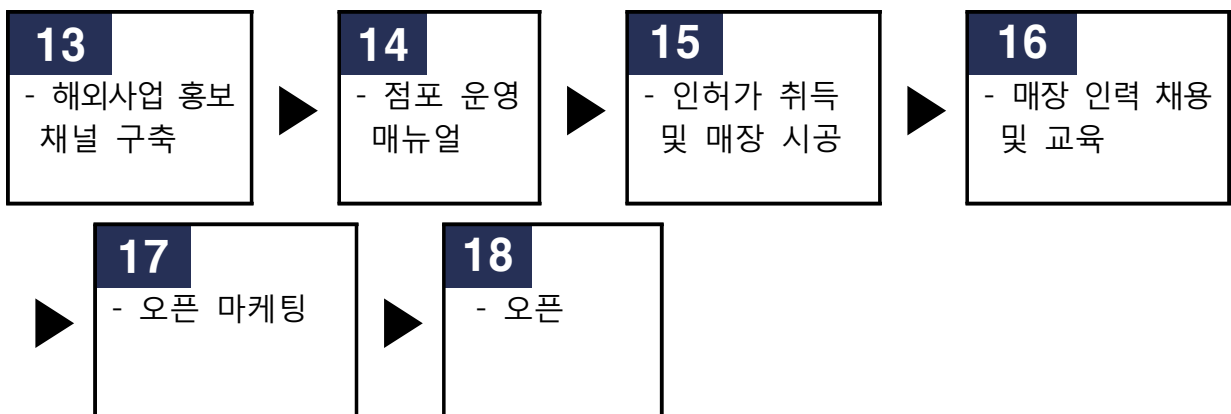 13
- 해외사업 홍보
채널 구축
14
- 점포 운영
매뉴얼
15
- 인허가 취득
및 매장 시공
16
- 매장 인력 채용
및 교육
17
- 오픈 마케팅
18
- 오픈